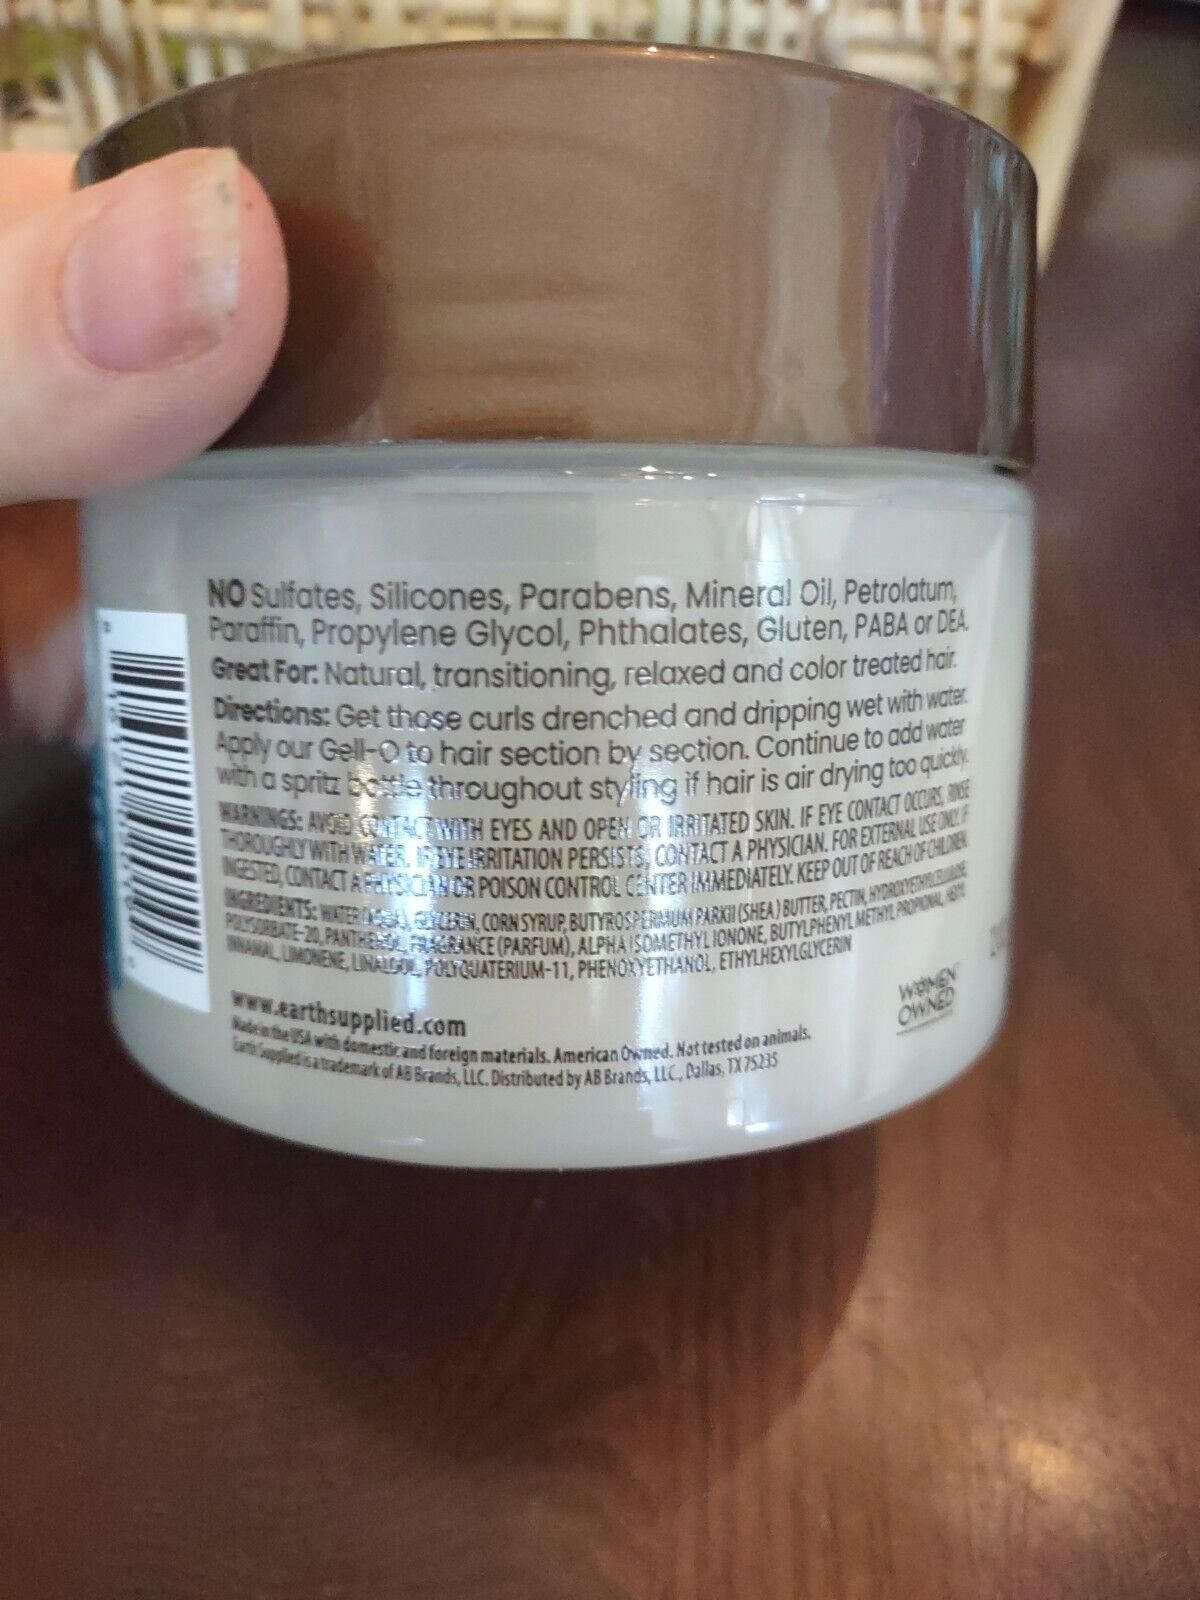 NO Sulfates, Silicones, Parabens, Mineral Oil, Petrolatum,
Paraffin, Propylene Glycol, Phthalates, Gluten, PABA or DEA.
Great For: Natural, transitioning, relaxed and color treated hair.
Directions: Get those curls drenched and dripping wet with water.
Apply our Gell-O to hair section by section. Continue to add water
with a spritz bottle throughout styling if hair is air drying too quickly.
WARNINGS: AVOID CONTACT WITH EYES AND OPEN OR IRRITATED SKIN. IF EYE CONTACT OCCURS, RINSE
THOROUGHLY WITH WATER. IF EYE IRRITATION PERSISTS, CONTACT A PHYSICIAN. FOR EXTERNAL USE ONLY. IF
INGESTED, CONTACT A PHYSICIAN OR POISON CONTROL CENTER IMMEDIATELY. KEEP OUT OF REACH OF CHILDREN.
INGREDIENTS: WATER (AQUA), GLYCERIN, CORN SYRUP, BUTYROSPERMUM PARKII (SHEA) BUTTER, PECTIN, HYDROXYETHYLCELLULOSE,
POLYSORBATE-20, PANTHENOL, FRAGRANCE (PARFUM), ALPHA ISOMETHYL IONONE, BUTYLPHENYL METHYL PROPIONAL, HEXYL
INNAMAL, LIMONENE, LINALOOL, POLYQUATERIUM-11, PHENOXYETHANOL, ETHYLHEXYLGLYCERIN
WOMEN
OWNED
www.earthsupplied.com
Made in the USA with domestic and foreign materials. American Owned. Not tested on animals.
Earth Supplied is a trademark of AB Brands, LLC. Distributed by AB Brands, LLC., Dallas, TX 75235